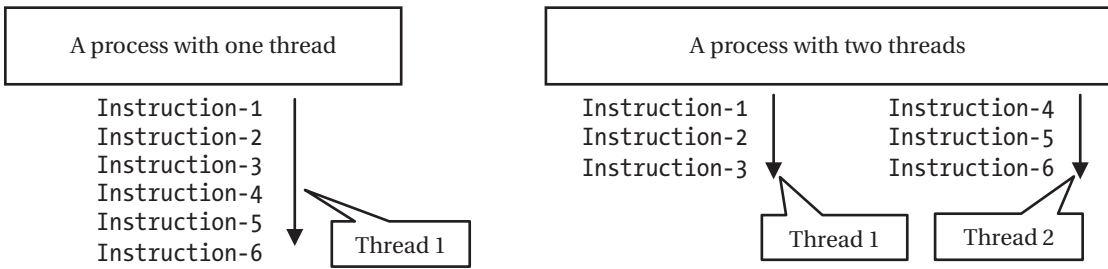 A process with one thread
Instruction-1
Instruction-2
Instruction-3
Instruction-4
Instruction-5
Instruction-6
Thread 1
A process with two threads
Instruction-1
Instruction-2
Instruction-3
Thread 1
Instruction-4
Instruction-5
Instruction-6
Thread 2